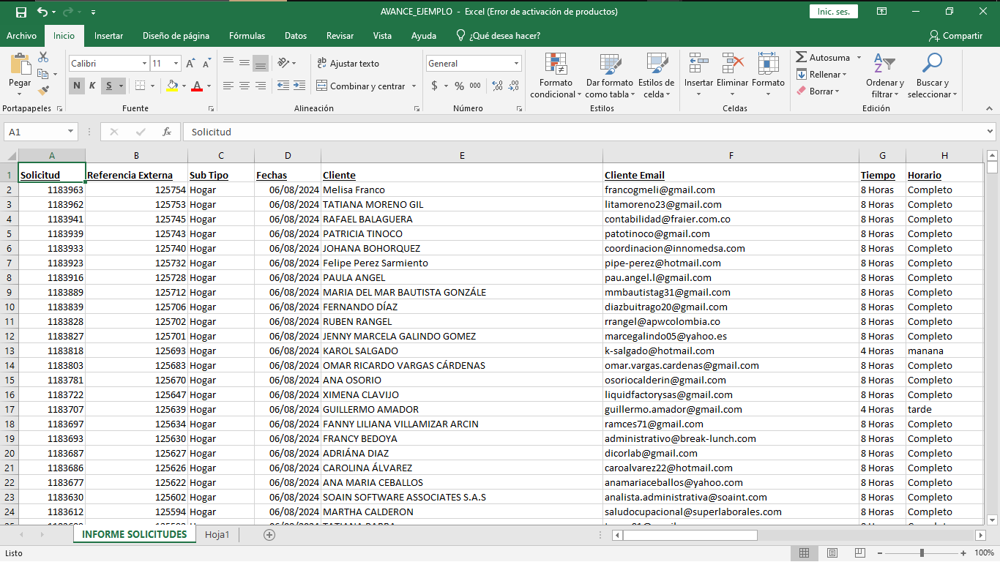 AVANCE_EJEMPLO - Excel (Error de activación de productos)
Inic. ses.
Archivo Inicio Insertar Diseño de página Fórmulas Datos Revisar Vista Ayuda ¿Qué desea hacer? Compartir
Pegar
Calibri 11
N K S
Ajustar texto
Combinar y centrar
General
$ % 000
Formato condicional
Dar formato como tabla
Estilos de celda
Insertar Eliminar Formato
Autosuma
Rellenar
Borrar
Ordenar y filtrar
Buscar y seleccionar
Portapapeles Fuente Alineación Número Estilos Celdas Edición
A1 fx Solicitud
A B C D E F G H
1 Solicitud Referencia Externa Sub Tipo Fechas Cliente Cliente Email Tiempo Horario
2 1183963 125754 Hogar 06/08/2024 Melisa Franco francogmeli@gmail.com 8 Horas Completo
3 1183962 125753 Hogar 06/08/2024 TATIANA MORENO GIL litamoreno23@gmail.com 8 Horas Completo
4 1183941 125745 Hogar 06/08/2024 RAFAEL BALAGUERA contabilidad@fraier.com.co 8 Horas Completo
5 1183939 125743 Hogar 06/08/2024 PATRICIA TINOCO patotinoco@gmail.com 8 Horas Completo
6 1183933 125740 Hogar 06/08/2024 JOHANA BOHORQUEZ coordinacion@innomedsa.com 8 Horas Completo
7 1183923 125732 Hogar 06/08/2024 Felipe Perez Sarmiento pipe-perez@hotmail.com 8 Horas Completo
8 1183916 125728 Hogar 06/08/2024 PAULA ANGEL pau.angel.l@gmail.com 8 Horas Completo
9 1183889 125712 Hogar 06/08/2024 MARIA DEL MAR BAUTISTA GONZÁLE mmbautistag31@gmail.com 8 Horas Completo
10 1183839 125706 Hogar 06/08/2024 FERNANDO DÍAZ diazbuitrago20@gmail.com 8 Horas Completo
11 1183828 125702 Hogar 06/08/2024 RUBEN RANGEL rrangel@apwcolombia.co 8 Horas Completo
12 1183827 125701 Hogar 06/08/2024 JENNY MARCELA GALINDO GOMEZ marcegalindo05@yahoo.es 8 Horas Completo
13 1183818 125693 Hogar 06/08/2024 KAROL SALGADO k-salgado@hotmail.com 4 Horas manana
14 1183803 125683 Hogar 06/08/2024 OMAR RICARDO VARGAS CÁRDENAS omar.vargas.cardenas@gmail.com 8 Horas Completo
15 1183781 125670 Hogar 06/08/2024 ANA OSORIO osoriocalderin@gmail.com 8 Horas Completo
16 1183722 125647 Hogar 06/08/2024 XIMENA CLAVIJO liquidfactorysas@gmail.com 8 Horas Completo
17 1183707 125639 Hogar 06/08/2024 GUILLERMO AMADOR guillermo.amador@gmail.com 4 Horas tarde
18 1183697 125634 Hogar 06/08/2024 FANNY LILIANA VILLAMIZAR ARCIN ramces71@gmail.com 8 Horas Completo
19 1183693 125630 Hogar 06/08/2024 FRANCY BEDOYA administrativo@break-lunch.com 8 Horas Completo
20 1183687 125627 Hogar 06/08/2024 ADRIÁNA DIAZ dicorlab@gmail.com 8 Horas Completo
21 1183686 125626 Hogar 06/08/2024 CAROLINA ÁLVAREZ caroalvarez22@hotmail.com 8 Horas Completo
22 1183677 125622 Hogar 06/08/2024 ANA MARIA CEBALLOS anamariaceballos@yahoo.com 8 Horas Completo
23 1183630 125602 Hogar 06/08/2024 SOAIN SOFTWARE ASSOCIATES S.A.S analista.administrativa@soaint.com 8 Horas Completo
24 1183612 125594 Hogar 06/08/2024 MARTHA CALDERON saludocupacional@superlaborales.com 8 Horas Completo
INFORME SOLICITUDES Hoja1
Listo 100%